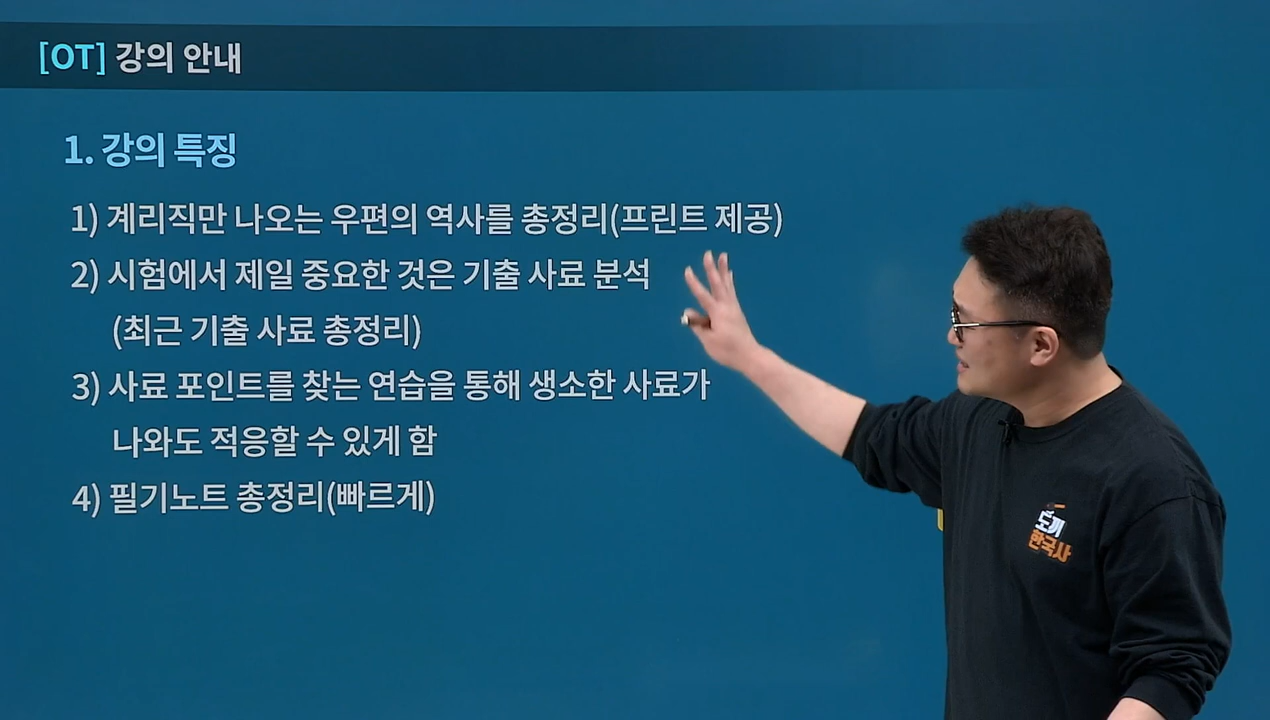 [OT] 강의 안내
1. 강의 특징
1) 계리직만 나오는 우편의 역사를 총정리(프린트 제공)
2) 시험에서 제일 중요한 것은 기출 사료 분석
(최근 기출 사료 총정리)
3) 사료 포인트를 찾는 연습을 통해 생소한 사료가
나와도 적응할 수 있게 함
4) 필기노트 총정리(빠르게)
도끼
한국사